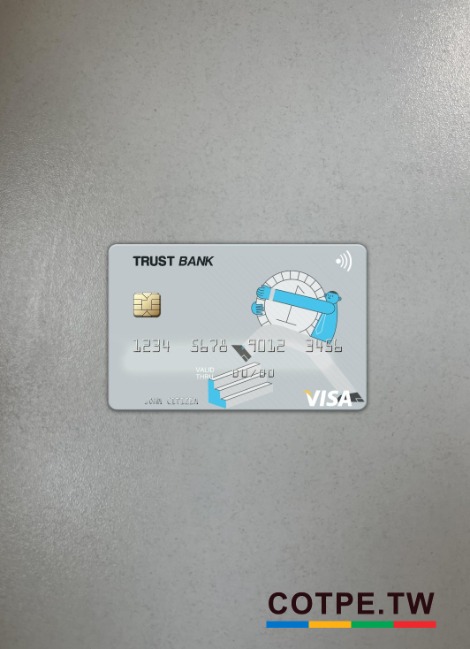 TRUST BANK
1234 5678 9012 3456
VALID
THRU 00/00
JOHN CITIZEN
VISA
COTPE.TW